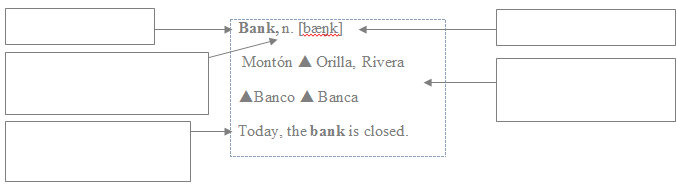 Bank, n. [bæŋk]
Montón ▲ Orilla, Rivera
▲Banco ▲ Banca
Today, the bank is closed.